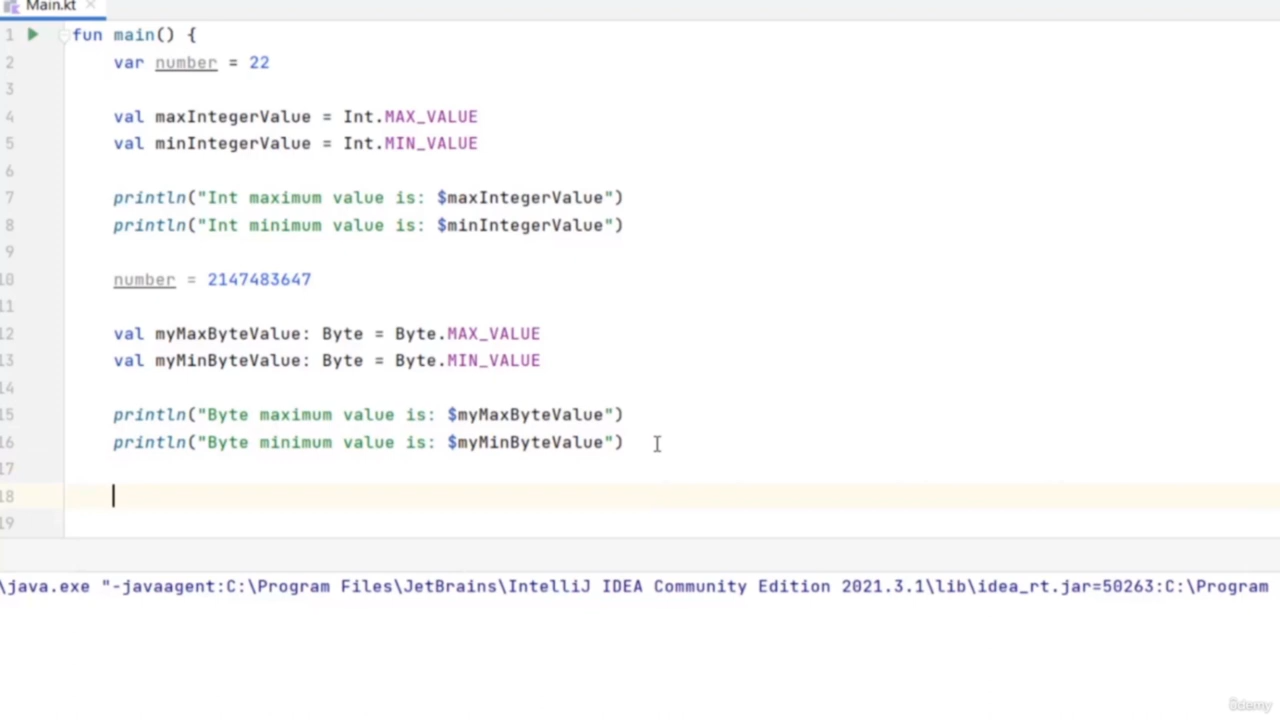 Main.kt
1 fun main() {
2 var number = 22
3
4 val maxIntegerValue = Int.MAX_VALUE
5 val minIntegerValue = Int.MIN_VALUE
6
7 println("Int maximum value is: $maxIntegerValue")
8 println("Int minimum value is: $minIntegerValue")
9
10 number = 2147483647
11
12 val myMaxByteValue: Byte = Byte.MAX_VALUE
13 val myMinByteValue: Byte = Byte.MIN_VALUE
14
15 println("Byte maximum value is: $myMaxByteValue")
16 println("Byte minimum value is: $myMinByteValue")
17
18
19
\java.exe "-javaagent:C:\Program Files\JetBrains\IntelliJ IDEA Community Edition 2021.3.1\lib\idea_rt.jar=50263:C:\Program
ûdemy